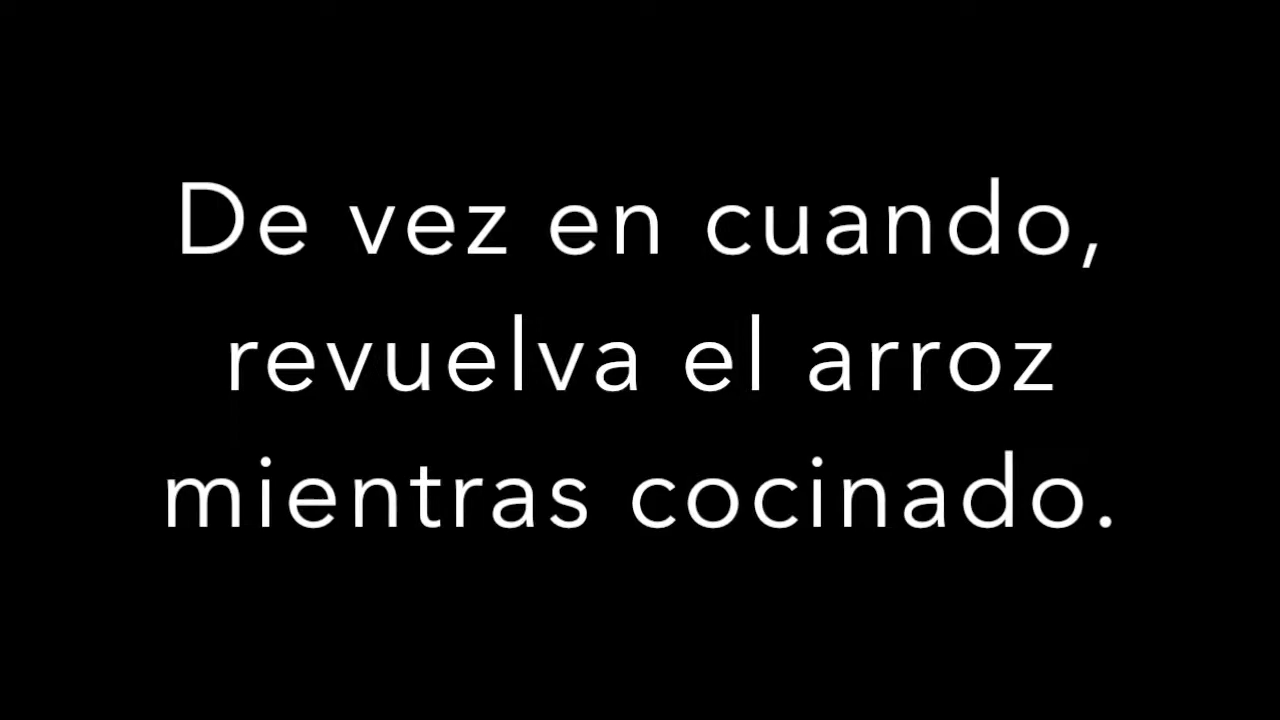 De vez en cuando,
revuelva el arroz
mientras cocinado.